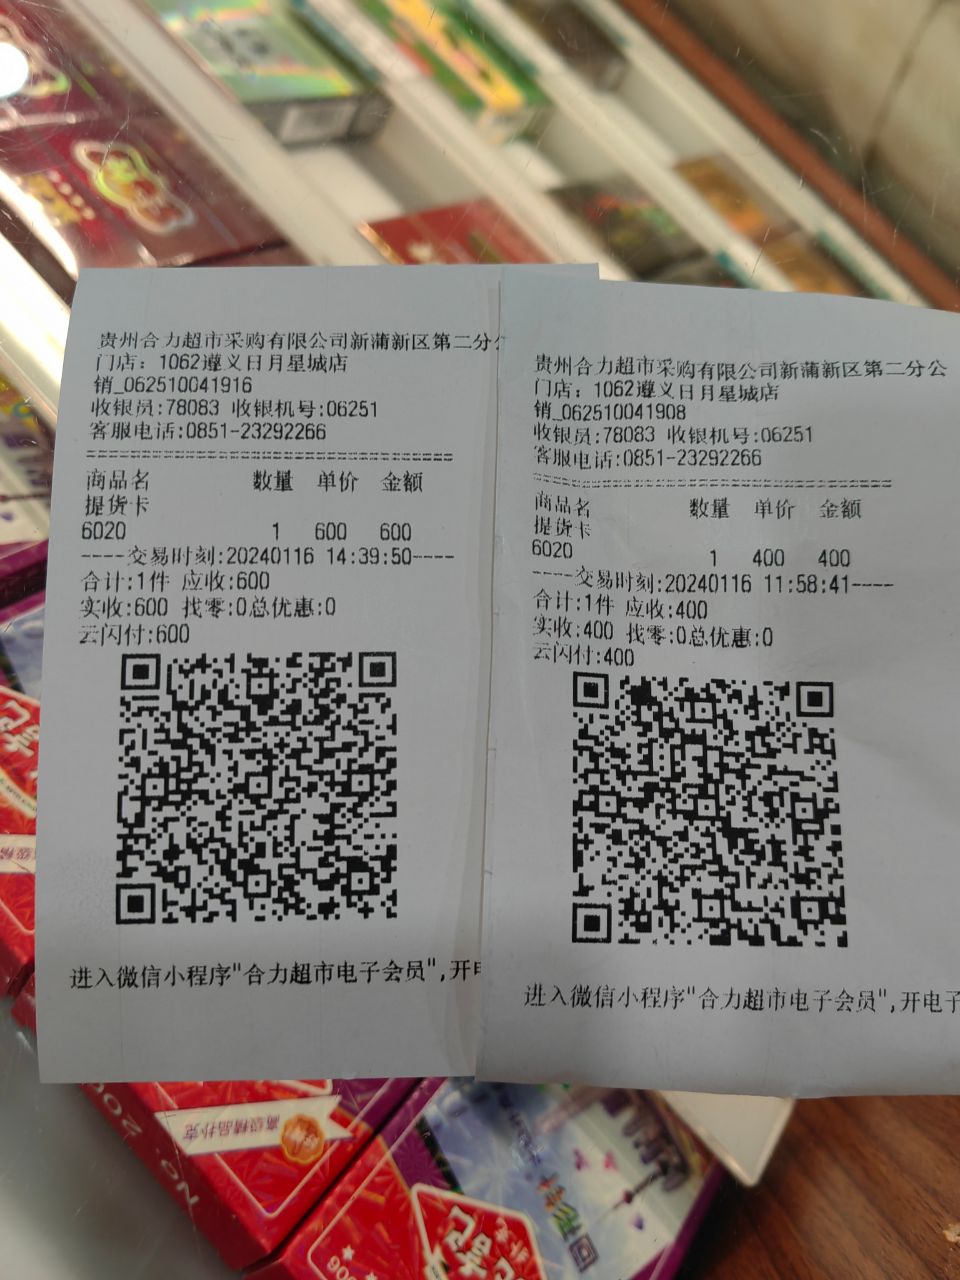 贵州合力超市采购有限公司新蒲新区第二分
门店：1062遵义日月星城店
销_062510041916
收银员:78083 收银机号:06251
客服电话:0851-23292266
商品名 数量 单价 金额
提货卡
6020 1 600 600
----交易时刻:20240116 14:39:50----
合计:1件 应收:600
实收:600 找零:0总优惠:0
云闪付:600
进入微信小程序"合力超市电子会员",开
贵州合力超市采购有限公司新蒲新区第二分公
门店：1062遵义日月星城店
销_062510041908
收银员:78083 收银机号:06251
客服电话:0851-23292266
商品名 数量 单价 金额
提货卡
6020 1 400 400
----交易时刻:20240116 11:58:41----
合计:1件 应收:400
实收:400 找零:0总优惠:0
云闪付:400
进入微信小程序"合力超市电子会员",开电子
高级精品扑克